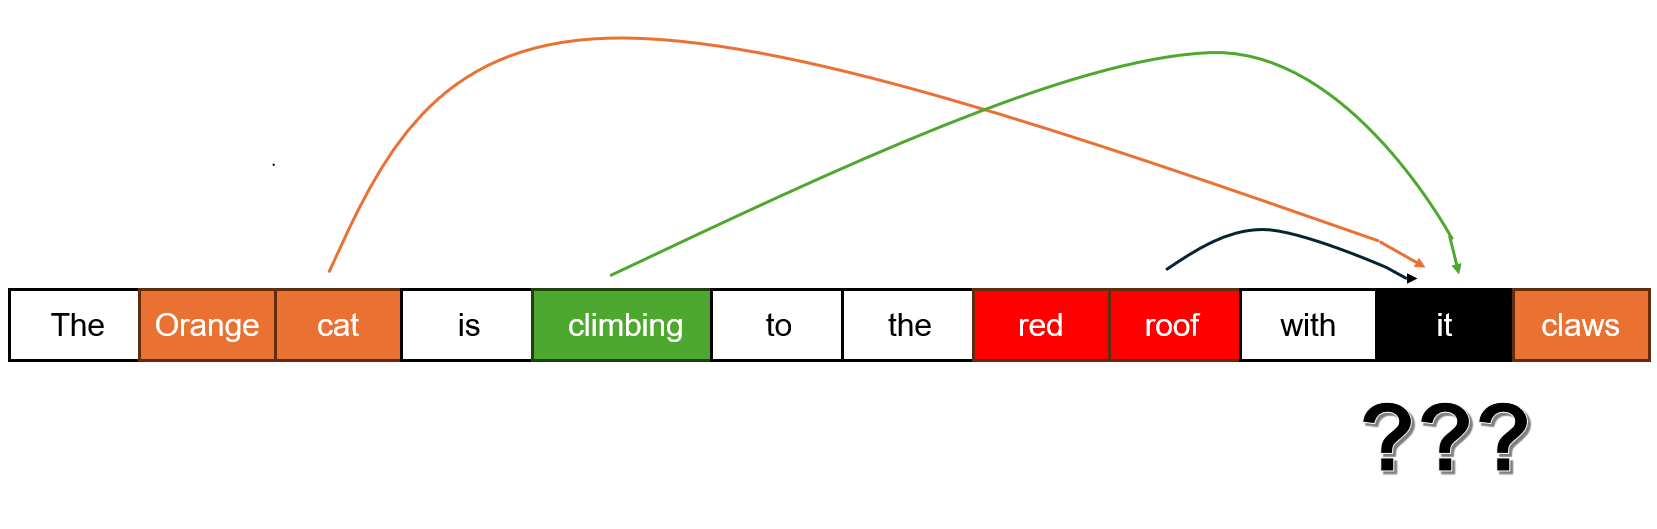 The Orange cat is climbing to the red roof with it claws
???